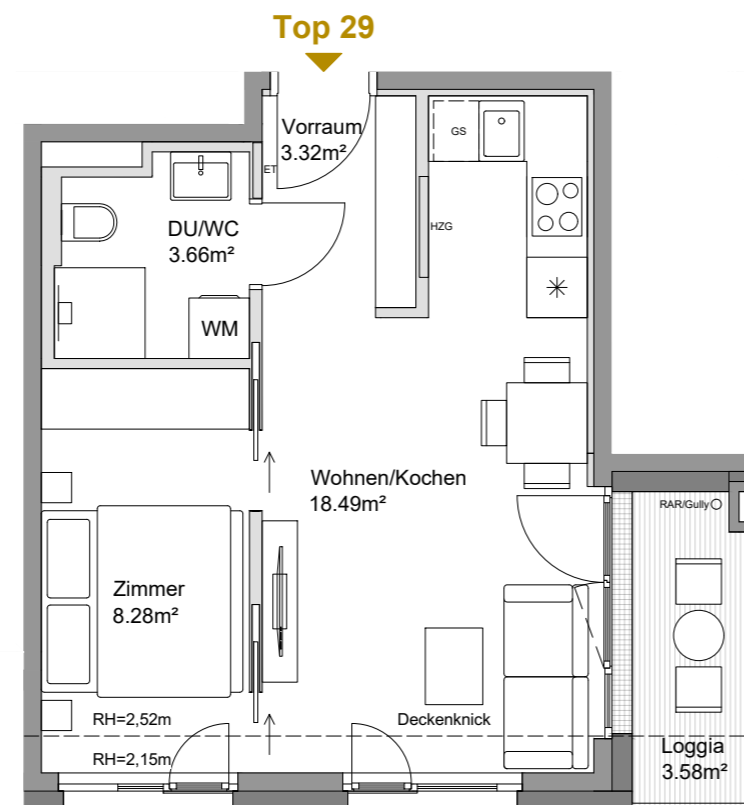 Top 29
Vorraum
3.32m²
GS
ET
DU/WC
3.66m²
HZG
WM
Wohnen/Kochen
18.49m²
RAR/Gully
Zimmer
8.28m²
RH=2,52m
Deckenknick
RH=2,15m
Loggia
3.58m²